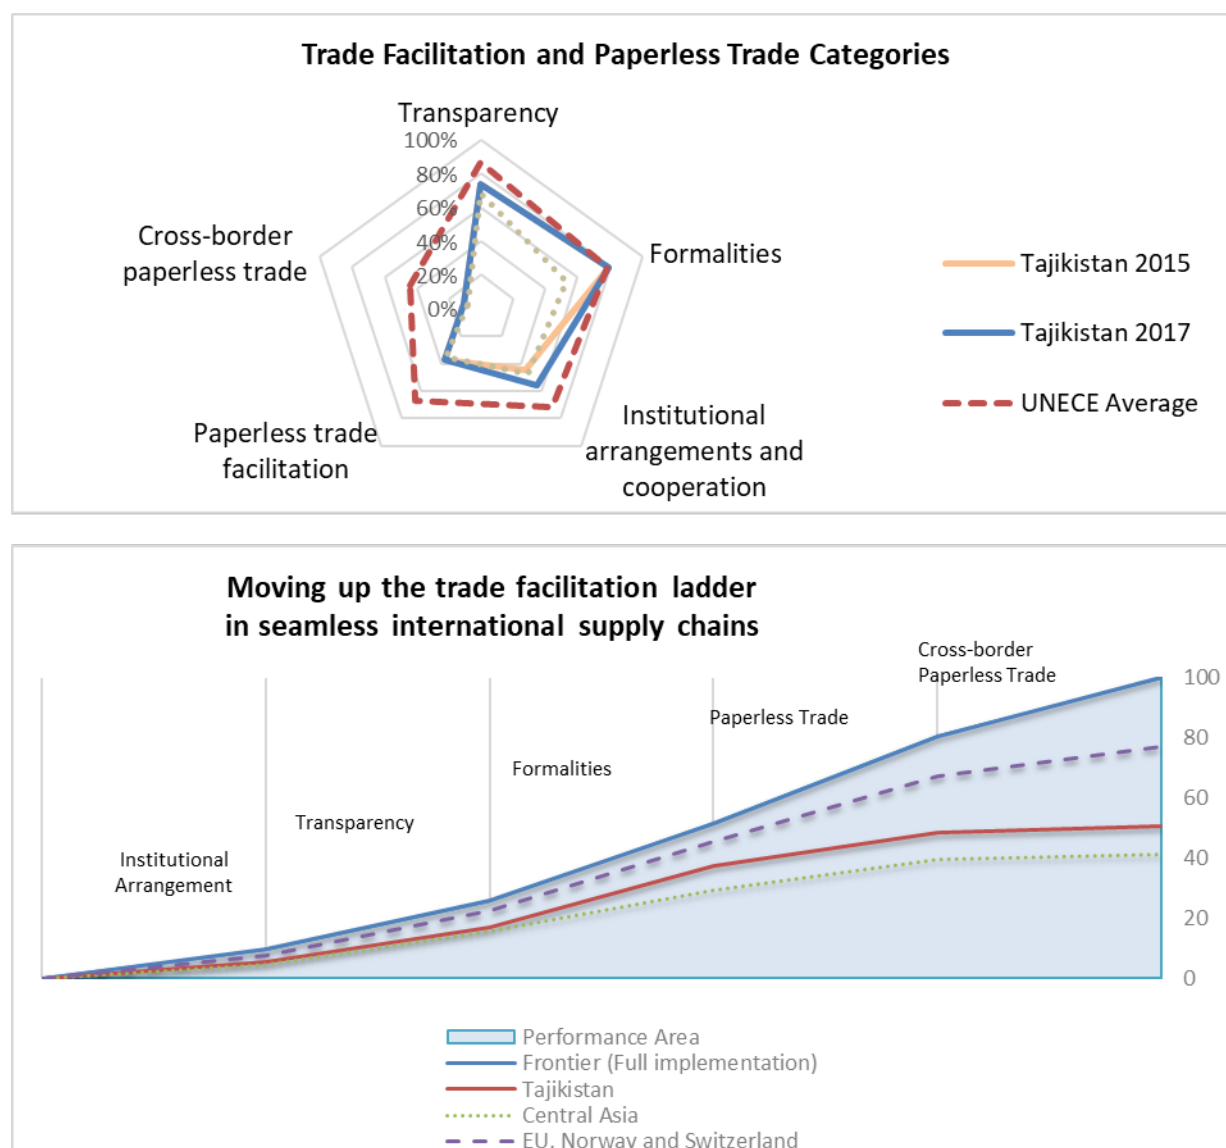 Trade Facilitation and Paperless Trade Categories
Transparency
100%
80%
60%
40%
20%
0%
Cross-border
paperless trade
Formalities
Paperless trade
facilitation
Institutional
arrangements and
cooperation
Tajikistan 2015
Tajikistan 2017
UNECE Average
Moving up the trade facilitation ladder
in seamless international supply chains
Cross-border
Paperless Trade
Paperless Trade
Formalities
Transparency
Institutional
Arrangement
100
80
60
40
20
0
Performance Area
Frontier (Full implementation)
Tajikistan
Central Asia
EU, Norway and Switzerland